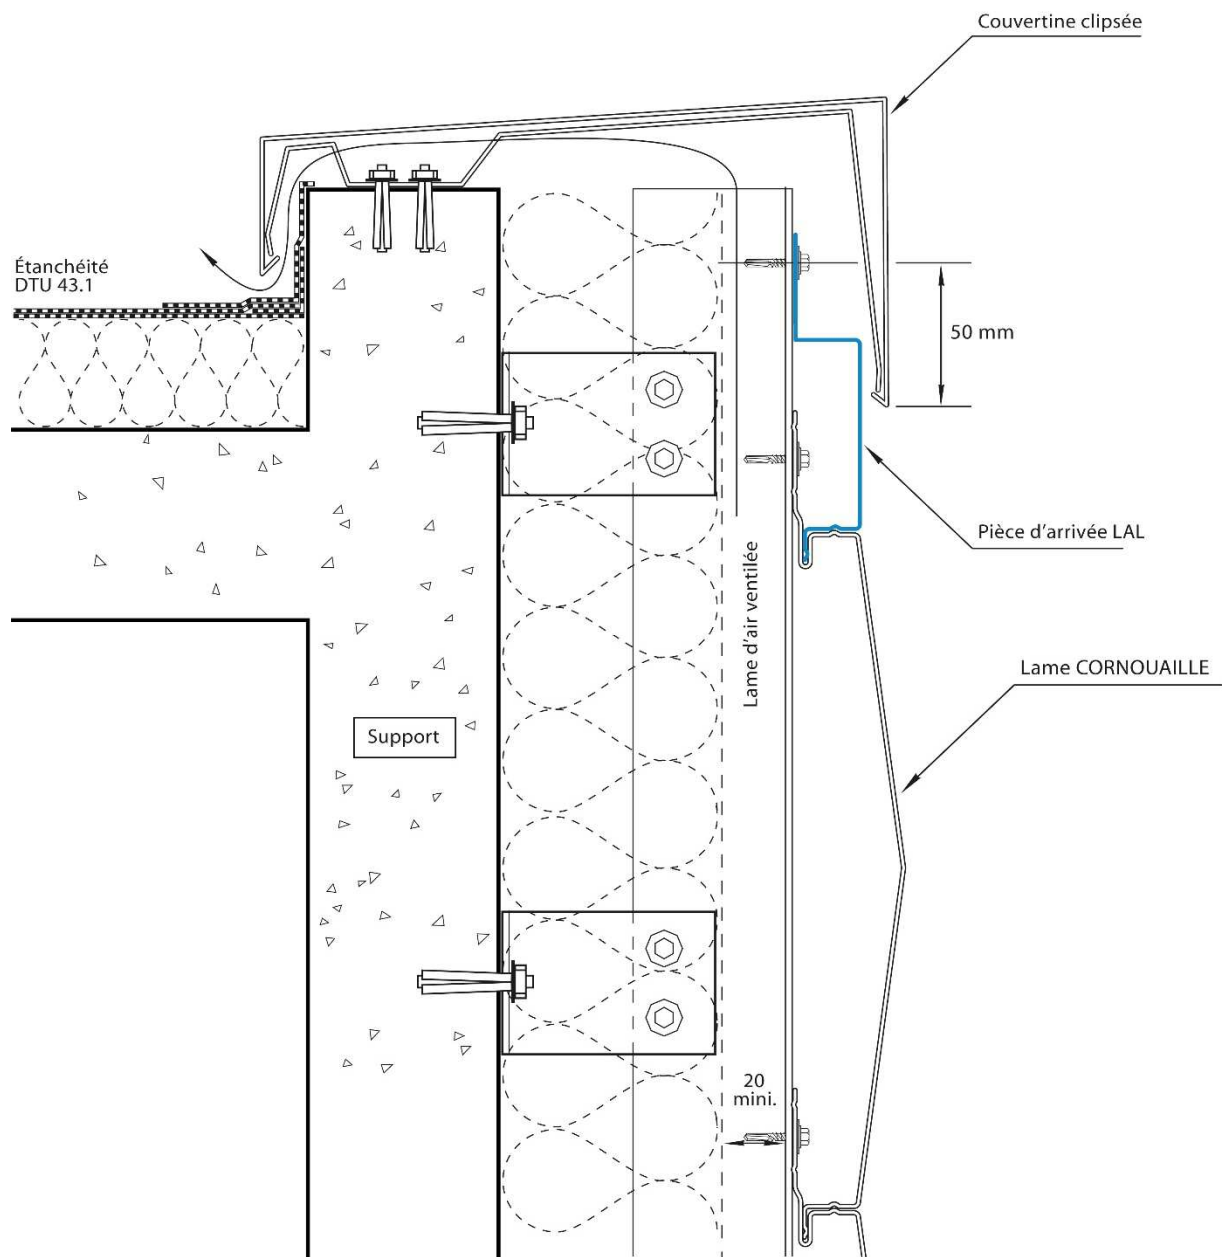 Couvertine clipsée
Étanchéité
DTU 43.1
50 mm
Pièce d'arrivée LAL
Lame d'air ventilée
Lame CORNOUAILLE
Support
20
mini.